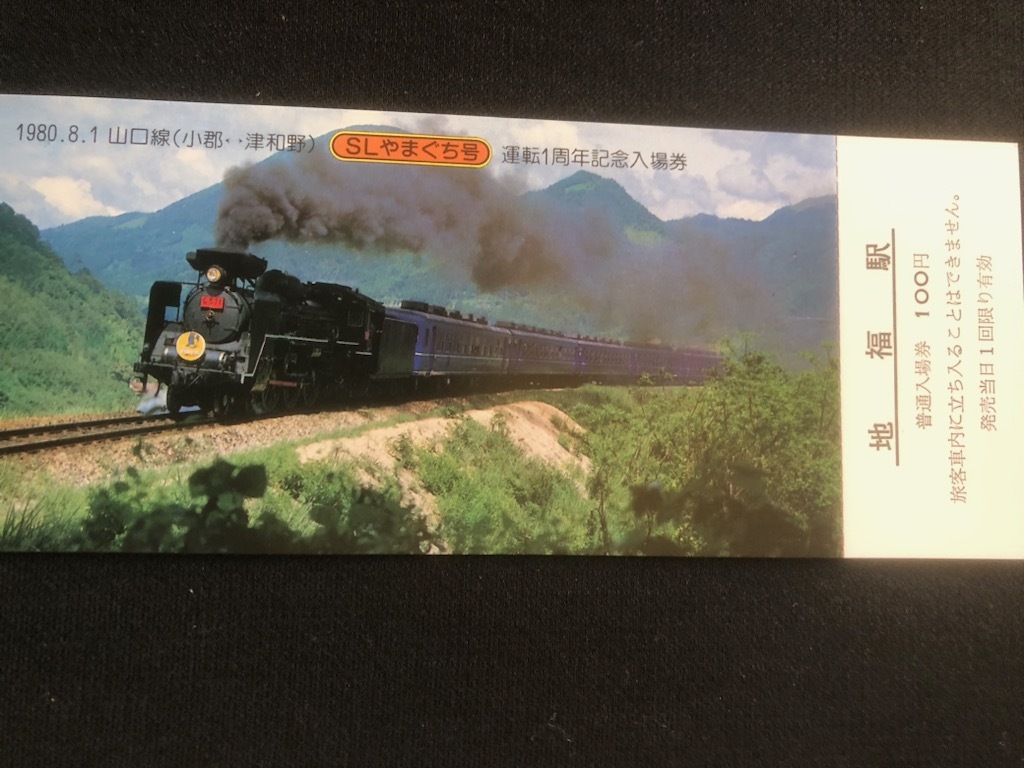 1980.8.1 山口線(小郡↔津和野) SLやまぐち号 運転1周年記念入場券
地福駅
普通入場券 100円
旅客車内に立ち入ることはできません。
発売当日1回限り有効